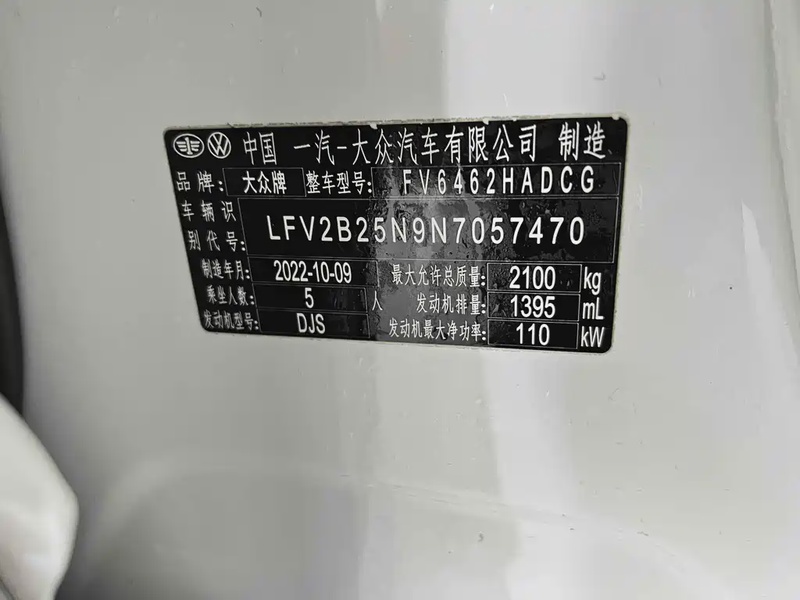 中国 一汽-大众汽车有限公司 制造
品牌: 大众牌 整车型号: FV6462HADCG
车辆识别代号: LFV2B25N9N7057470
制造年月: 2022-10-09 最大允许总质量: 2100 kg
乘坐人数: 5 人 发动机排量: 1395 mL
发动机型号: DJS 发动机最大净功率: 110 kW